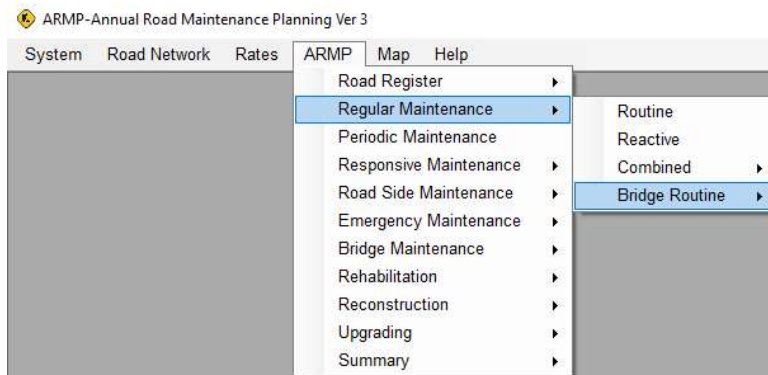 ARMP-Annual Road Maintenance Planning Ver 3
System Road Network Rates ARMP Map Help
Road Register
Regular Maintenance
Periodic Maintenance
Responsive Maintenance
Road Side Maintenance
Emergency Maintenance
Bridge Maintenance
Rehabilitation
Reconstruction
Upgrading
Summary
Routine
Reactive
Combined
Bridge Routine